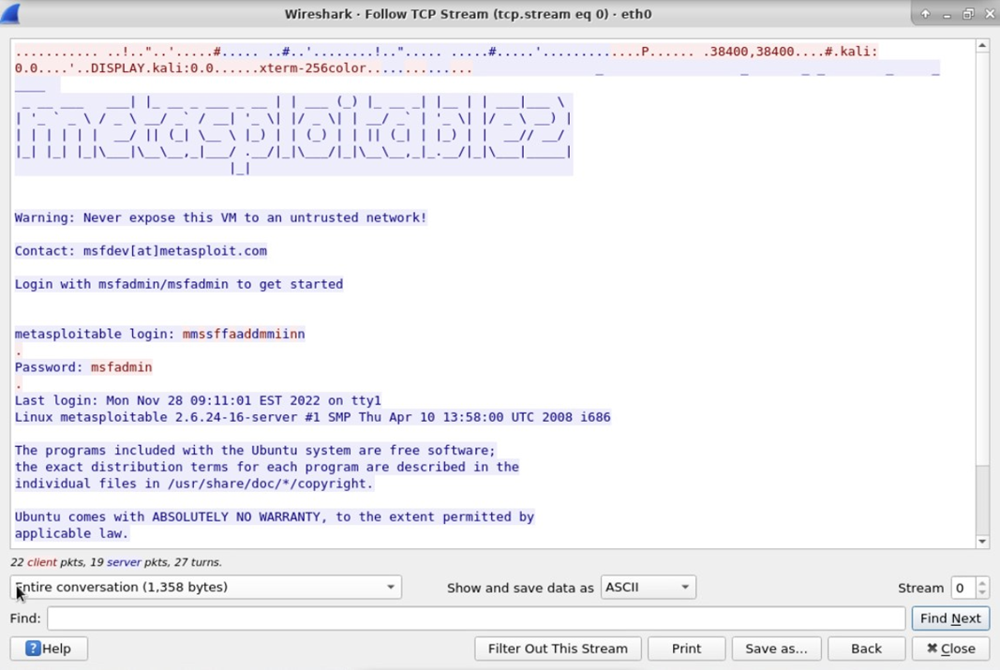 Wireshark · Follow TCP Stream (tcp.stream eq 0) · eth0
........... ..!.."..'.....#..... ..#..'........!..".. .....#.....'.............P...... .38400,38400....#.kali:
0.0....'..DISPLAY.kali:0.0......xterm-256color............... _ _ _ _ _ _
____
_ __ ___ ___| |_ __ _ ___ _ __ | | ___ (_) |_ __ _| |__ | | ___|___ \
| '_ ` _ \ / _ \ __/ _` / __| '_ \| |/ _ \| | __/ _` | '_ \| |/ _ \ __) |
| | | | | | __/ || (_| \__ \ |_) | | (_) | | || (_| | |_) | | __// __/
|_| |_| |_|\___|\__\__,_|___/ .__/|_|\___/|_|\__\__,_|_.__/|_|\___|_____|
|_|
Warning: Never expose this VM to an untrusted network!
Contact: msfdev[at]metasploit.com
Login with msfadmin/msfadmin to get started
metasploitable login: mmssffaaddmmiinn
.
Password: msfadmin
.
Last login: Mon Nov 28 09:11:01 EST 2022 on tty1
Linux metasploitable 2.6.24-16-server #1 SMP Thu Apr 10 13:58:00 UTC 2008 i686
The programs included with the Ubuntu system are free software;
the exact distribution terms for each program are described in the
individual files in /usr/share/doc/*/copyright.
Ubuntu comes with ABSOLUTELY NO WARRANTY, to the extent permitted by
applicable law.
22 client pkts, 19 server pkts, 27 turns.
Entire conversation (1,358 bytes) Show and save data as ASCII Stream 0
Find: Find Next
Help Filter Out This Stream Print Save as... Back Close